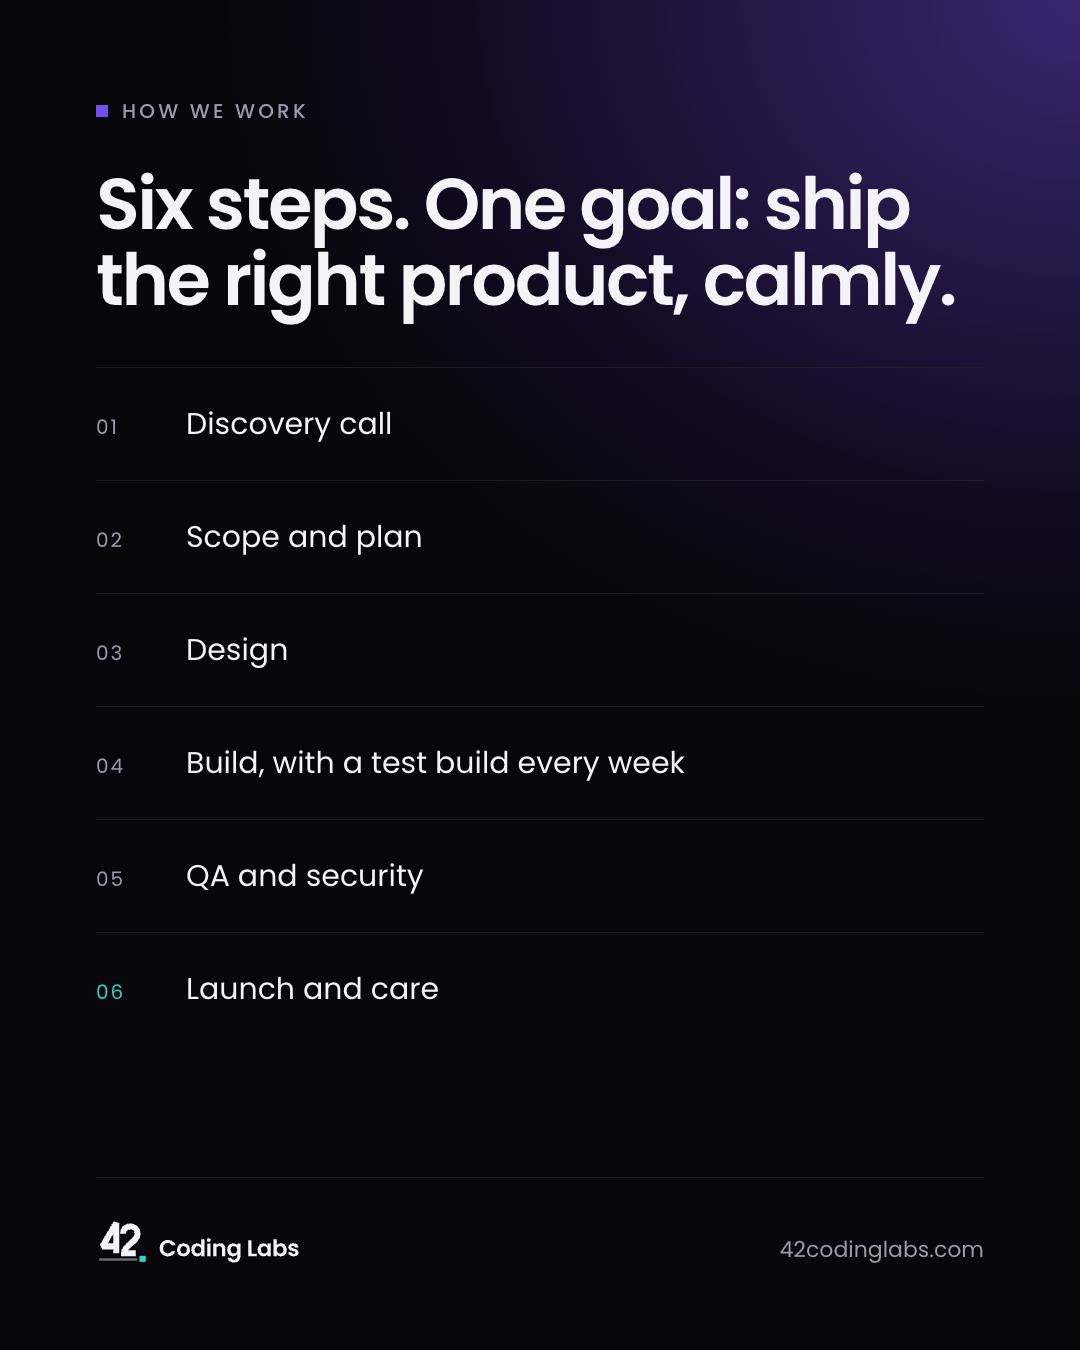 HOW WE WORK
Six steps. One goal: ship
the right product, calmly.
01 Discovery call
02 Scope and plan
03 Design
04 Build, with a test build every week
05 QA and security
06 Launch and care
42. Coding Labs
42codinglabs.com